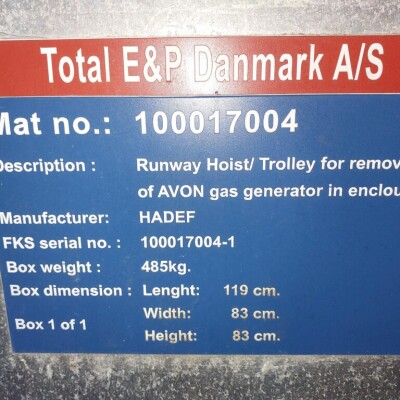 Total E&P Danmark A/S
Mat no.: 100017004
Description : Runway Hoist/ Trolley for remov
of AVON gas generator in enclou
Manufacturer: HADEF
FKS serial no. : 100017004-1
Box weight : 485kg.
Box dimension : Lenght: 119 cm.
Width: 83 cm.
Box 1 of 1
Height: 83 cm.